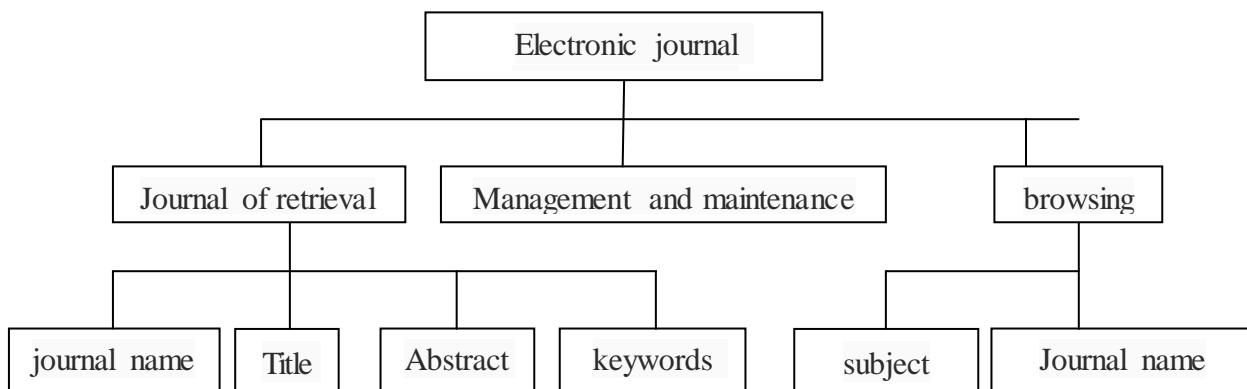 Electronic journal
Journal of retrieval
Management and maintenance
browsing
journal name
Title
Abstract
keywords
subject
Journal name